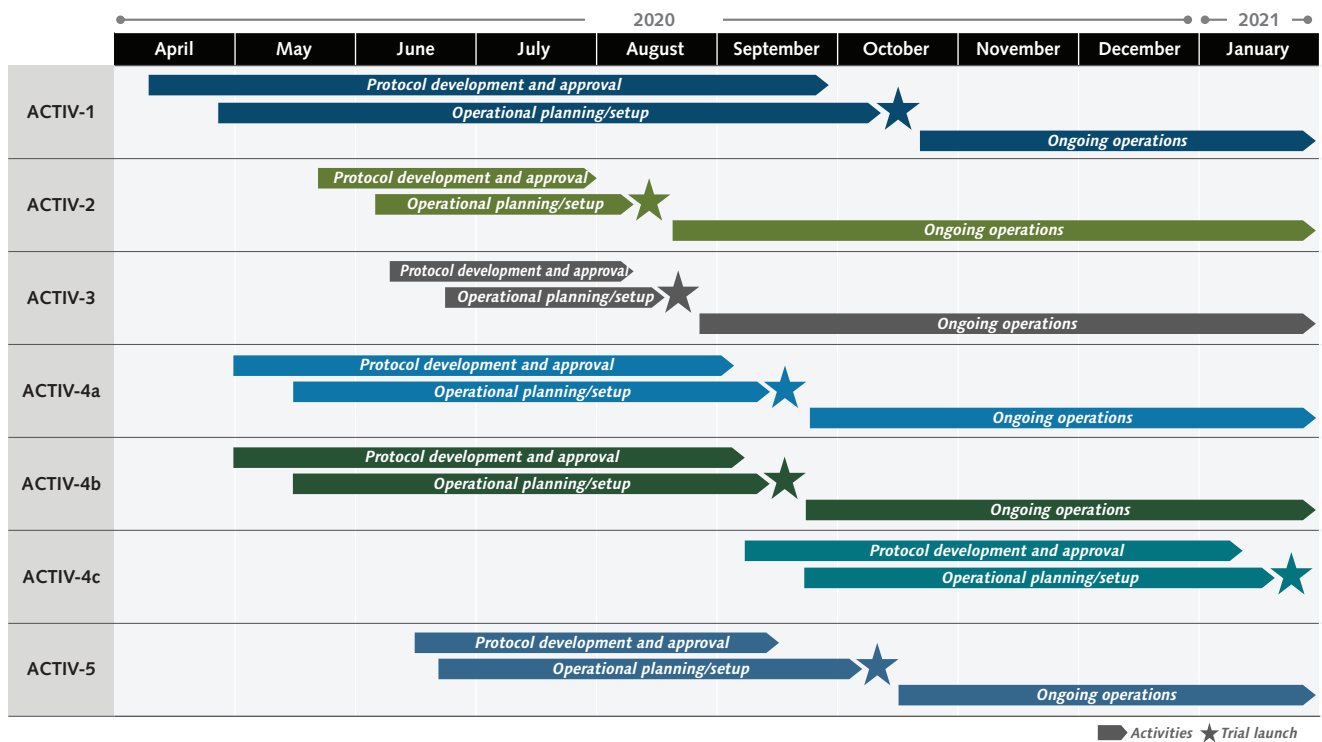 2020 2021
April May June July August September October November December January
ACTIV-1
Protocol development and approval
Operational planning/setup
Ongoing operations
ACTIV-2
Protocol development and approval
Operational planning/setup
Ongoing operations
ACTIV-3
Protocol development and approval
Operational planning/setup
Ongoing operations
ACTIV-4a
Protocol development and approval
Operational planning/setup
Ongoing operations
ACTIV-4b
Protocol development and approval
Operational planning/setup
Ongoing operations
ACTIV-4c
Protocol development and approval
Operational planning/setup
ACTIV-5
Protocol development and approval
Operational planning/setup
Ongoing operations
Activities Trial launch